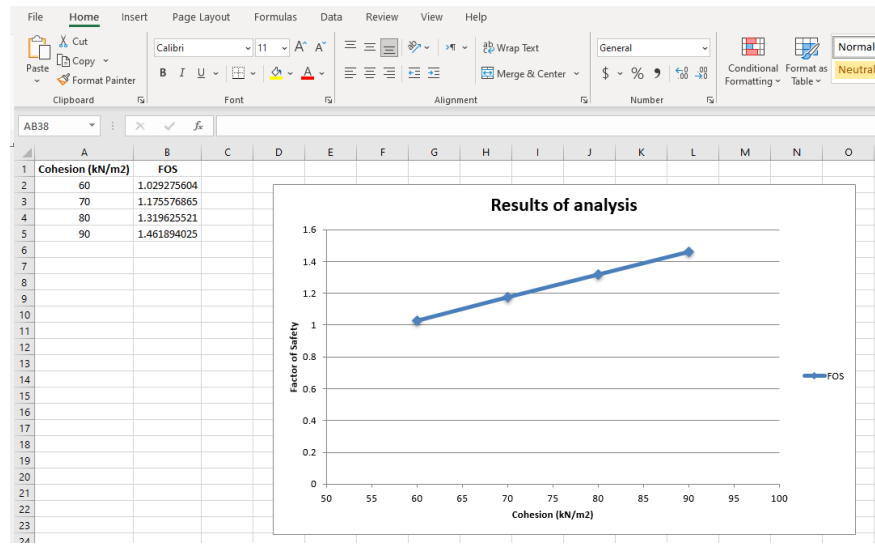 File Home Insert Page Layout Formulas Data Review View Help
Cut
Copy
Paste
Format Painter
Clipboard
Calibri 11 A^ A˅
B I U A
Font
ab Wrap Text
Merge & Center
Alignment
General
$ % 9
Number
Conditional Formatting
Format as Table
Normal
Neutral
AB38 fx
A B C D E F G H I J K L M N O
1 Cohesion (kN/m2) FOS
2 60 1.029275604
3 70 1.175576865
4 80 1.319625521
5 90 1.461894025
6
7
8
9
10
11
12
13
14
15
16
17
18
19
20
21
22
23
24
Results of analysis
1.6
1.4
1.2
1
0.8
0.6
0.4
0.2
0
Factor of Safety
50 55 60 65 70 75 80 85 90 95 100
Cohesion (kN/m2)
FOS